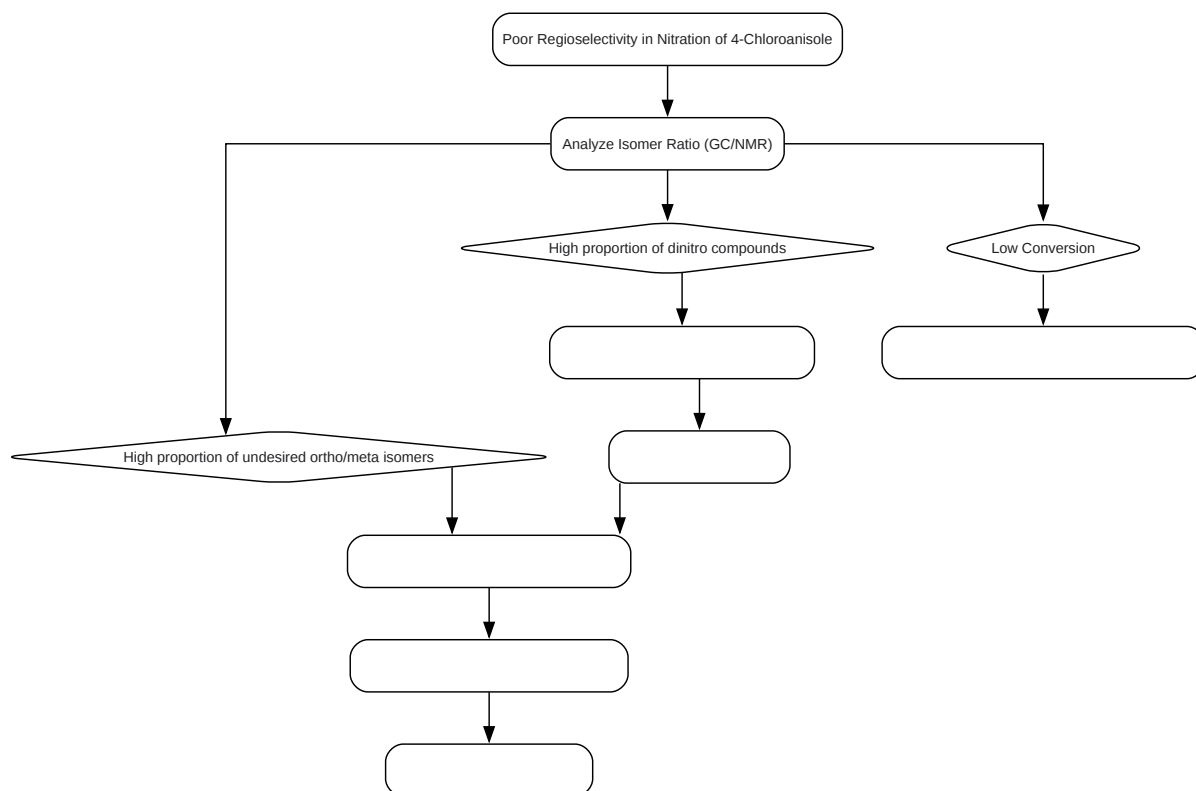 Poor Regioselectivity in Nitration of 4-Chloroanisole
Analyze Isomer Ratio (GC/NMR)
High proportion of dinitro compounds
Low Conversion
High proportion of undesired ortho/meta isomers